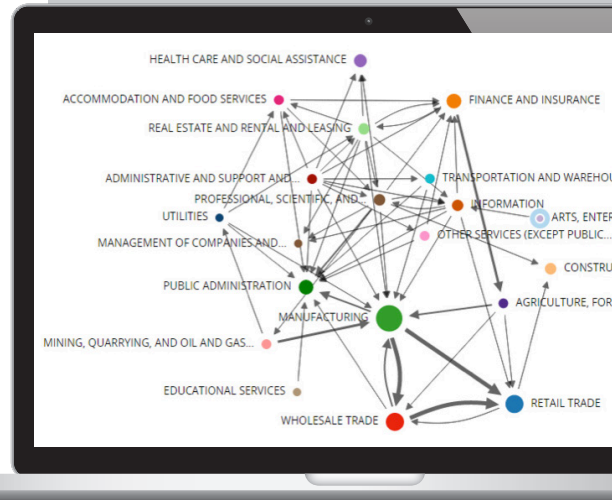 HEALTH CARE AND SOCIAL ASSISTANCE
ACCOMMODATION AND FOOD SERVICES
FINANCE AND INSURANCE
REAL ESTATE AND RENTAL AND LEASING
ADMINISTRATIVE AND SUPPORT AND...
TRANSPORTATION AND WAREHOU
PROFESSIONAL, SCIENTIFIC, AND...
INFORMATION
UTILITIES
ARTS, ENTER
OTHER SERVICES (EXCEPT PUBLIC...
MANAGEMENT OF COMPANIES AND...
CONSTRU
PUBLIC ADMINISTRATION
AGRICULTURE, FOR
MANUFACTURING
MINING, QUARRYING, AND OIL AND GAS...
EDUCATIONAL SERVICES
RETAIL TRADE
WHOLESALE TRADE